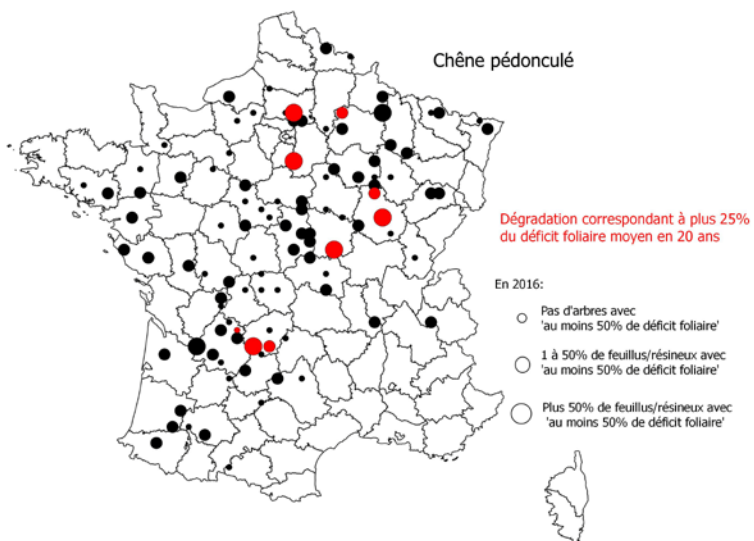 Chêne pédonculé
Dégradation correspondant à plus 25%
du déficit foliaire moyen en 20 ans
En 2016:
Pas d'arbres avec
'au moins 50% de déficit foliaire'
1 à 50% de feuillus/résineux avec
'au moins 50% de déficit foliaire'
Plus 50% de feuillus/résineux avec
'au moins 50% de déficit foliaire'